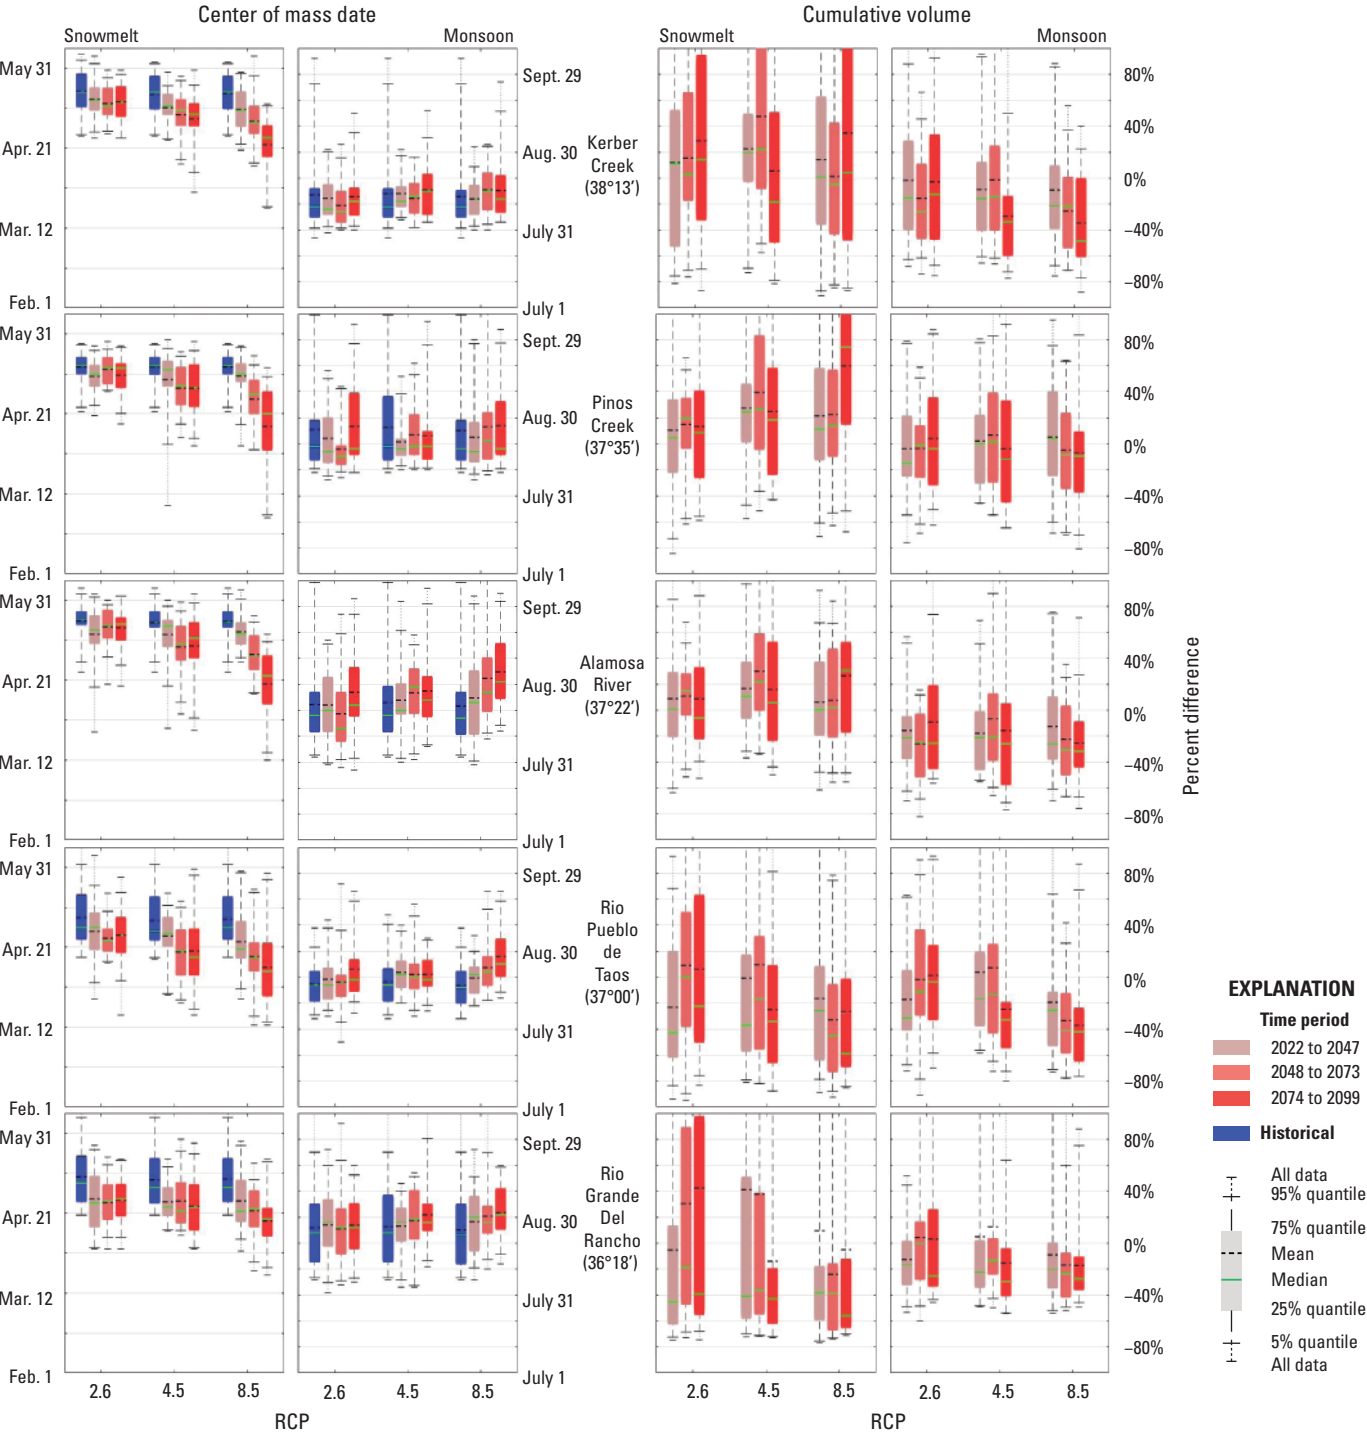 Center of mass date
Cumulative volume
Snowmelt
Monsoon
Snowmelt
Monsoon
May 31
Apr. 21
Mar. 12
Feb. 1
Sept. 29
Aug. 30
July 31
July 1
Kerber
Creek
(38°13′)
80%
40%
0%
−40%
−80%
May 31
Apr. 21
Mar. 12
Feb. 1
Sept. 29
Aug. 30
July 31
July 1
Pinos
Creek
(37°35′)
80%
40%
0%
−40%
−80%
May 31
Apr. 21
Mar. 12
Feb. 1
Sept. 29
Aug. 30
July 31
July 1
Alamosa
River
(37°22′)
80%
40%
0%
−40%
−80%
Percent difference
May 31
Apr. 21
Mar. 12
Feb. 1
Sept. 29
Aug. 30
July 31
July 1
Rio
Pueblo
de
Taos
(37°00′)
80%
40%
0%
−40%
−80%
May 31
Apr. 21
Mar. 12
Feb. 1
Sept. 29
Aug. 30
July 31
July 1
Rio
Grande
Del
Rancho
(36°18′)
80%
40%
0%
−40%
−80%
2.6 4.5 8.5
2.6 4.5 8.5
2.6 4.5 8.5
2.6 4.5 8.5
RCP
RCP
EXPLANATION
Time period
2022 to 2047
2048 to 2073
2074 to 2099
Historical
All data
95% quantile
75% quantile
Mean
Median
25% quantile
5% quantile
All data